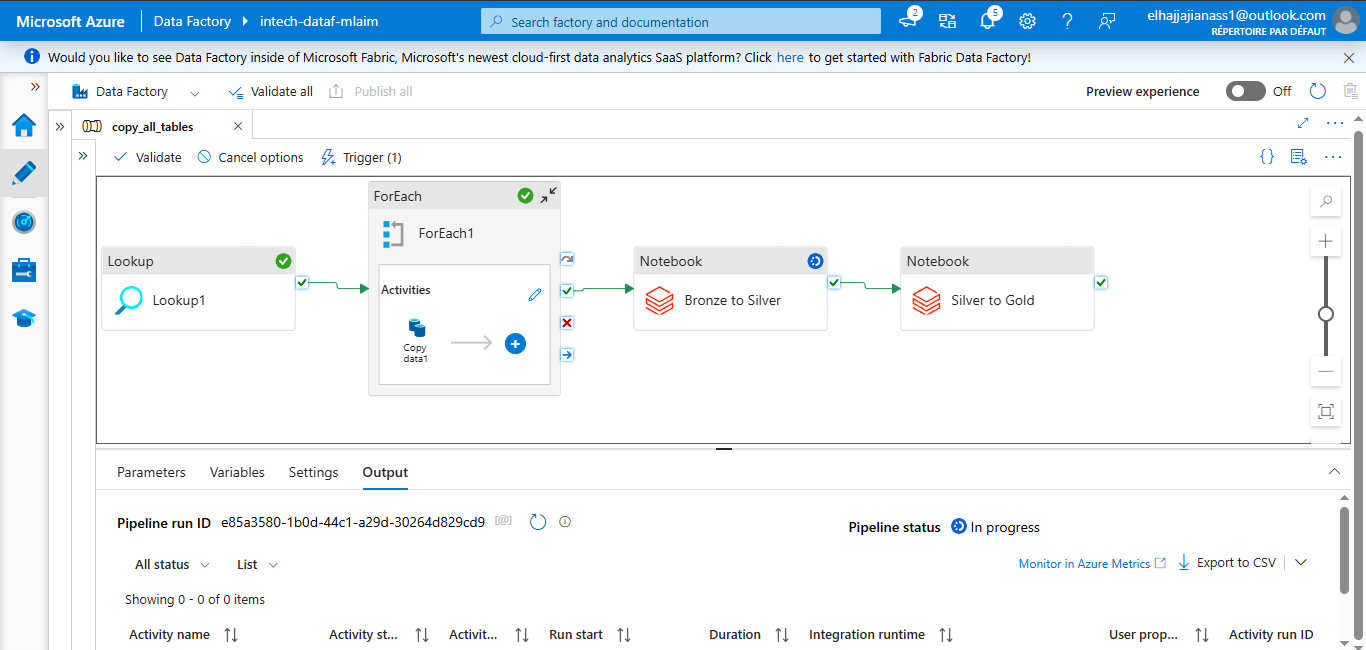 Microsoft Azure
Data Factory
intech-dataf-mlaim
Search factory and documentation
2
5
elhajjajianass1@outlook.com
RÉPERTOIRE PAR DÉFAUT
Would you like to see Data Factory inside of Microsoft Fabric, Microsoft's newest cloud-first data analytics SaaS platform? Click here to get started with Fabric Data Factory!
Data Factory
Validate all
Publish all
Preview experience
Off
copy_all_tables
Validate
Cancel options
Trigger (1)
ForEach
ForEach1
Lookup
Lookup1
Activities
Copy
data1
Notebook
Bronze to Silver
Notebook
Silver to Gold
Parameters
Variables
Settings
Output
Pipeline run ID
e85a3580-1b0d-44c1-a29d-30264d829cd9
Pipeline status
In progress
All status
List
Monitor in Azure Metrics
Export to CSV
Showing 0 - 0 of 0 items
Activity name
Activity st...
Activit...
Run start
Duration
Integration runtime
User prop...
Activity run ID